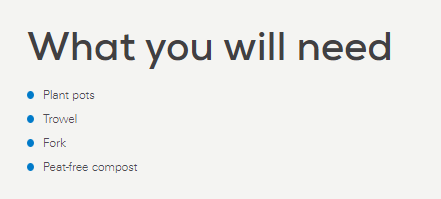 What you will need
Plant pots
Trowel
Fork
Peat-free compost